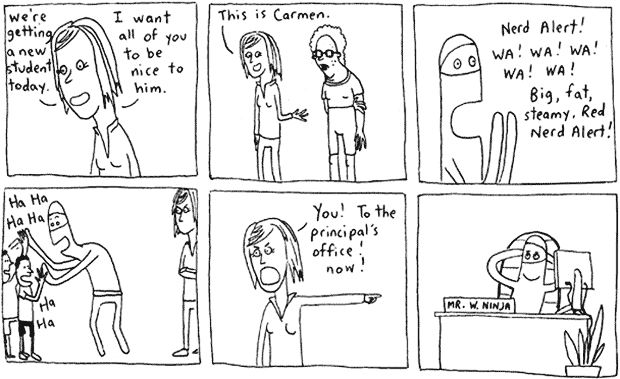 we're
getting
a new
student
today.
I want
all of you
to be
nice to
him.
This is Carmen.
Nerd Alert!
WA! WA! WA!
WA! WA!
Big, fat,
steamy, Red
Nerd Alert!
Ha Ha
Ha Ha
Ha
Ha
You! To the
principal's
office!
now!
MR. W. NINJA